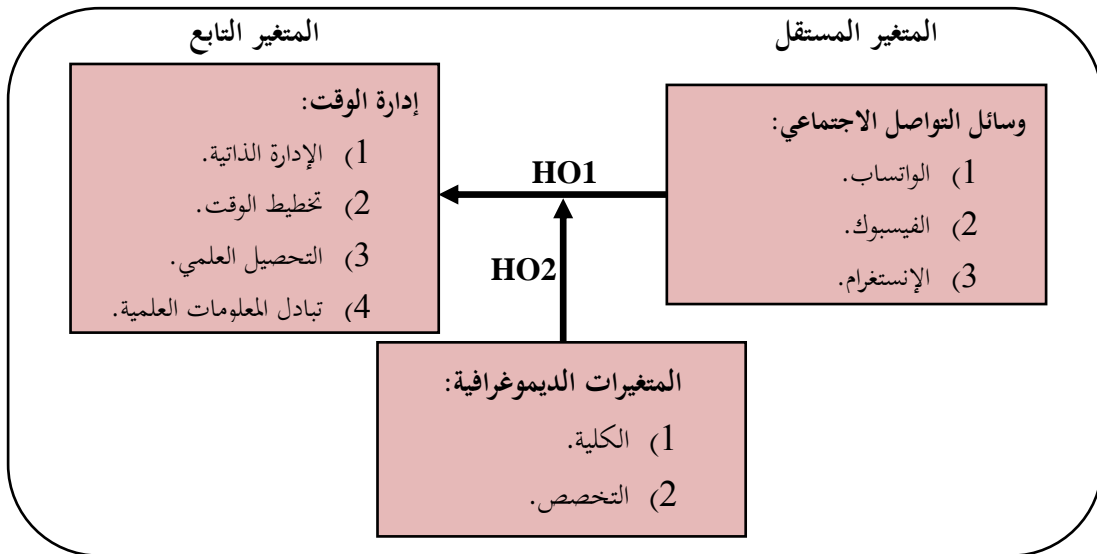 المتغير المستقل
المتغير التابع
وسائل التواصل الاجتماعي:
1) الواتساب.
2) الفيسبوك.
3) الإنستغرام.
HO1
HO2
إدارة الوقت:
1) الإدارة الذاتية.
2) تخطيط الوقت.
3) التحصيل العلمي.
4) تبادل المعلومات العلمية.
المتغيرات الديموغرافية:
1) الكلية.
2) التخصص.